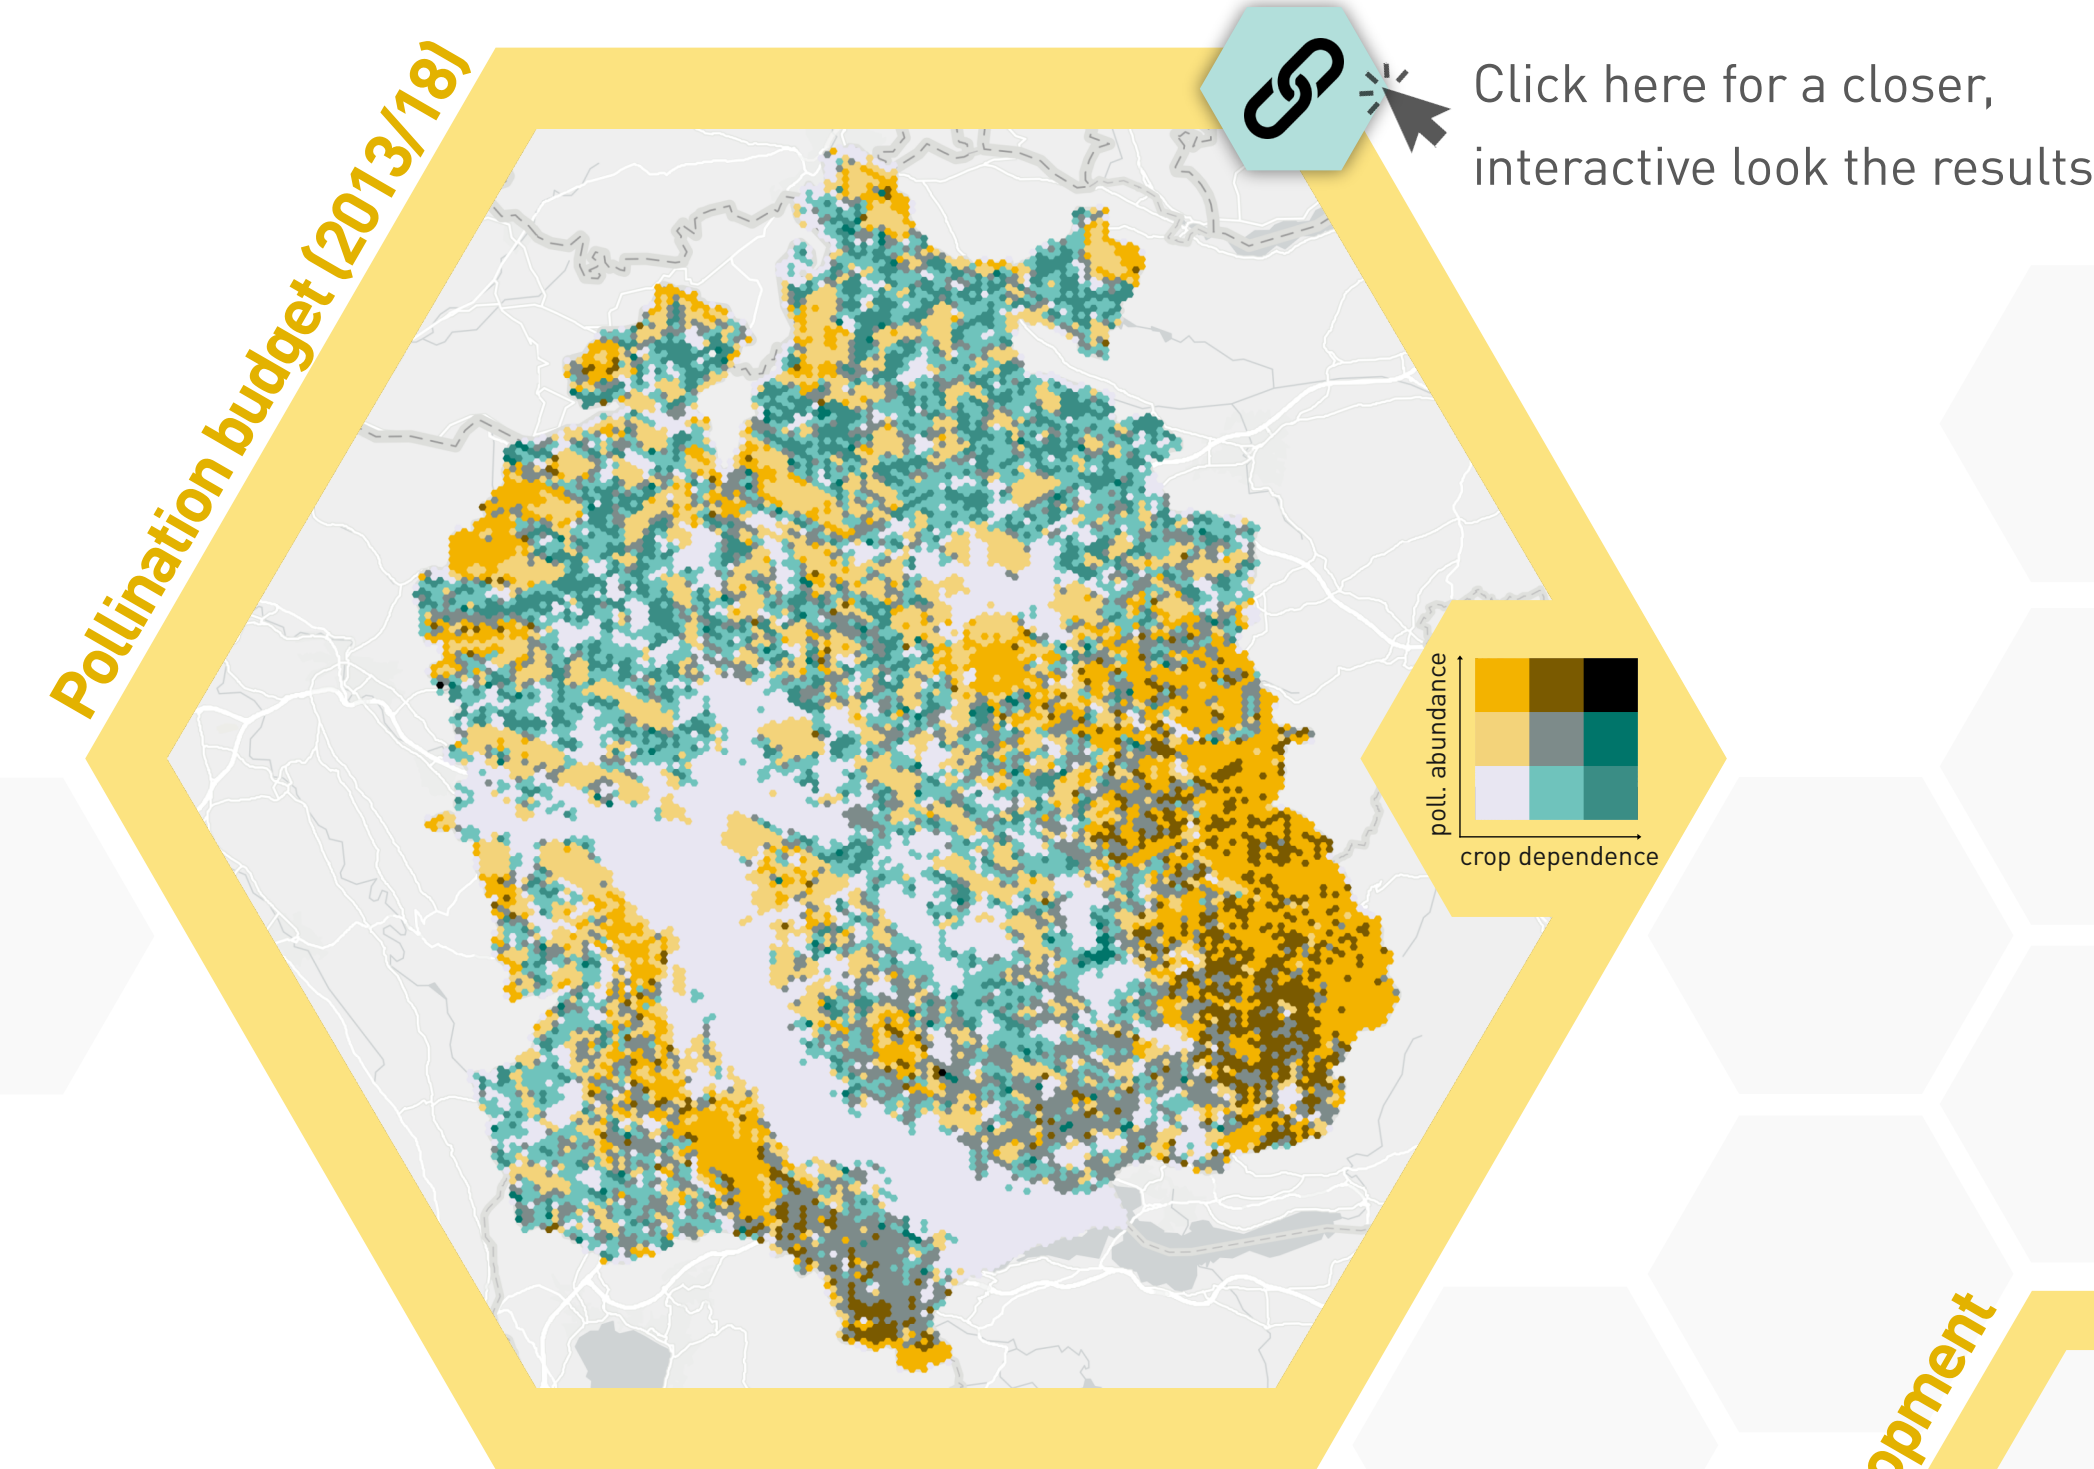 Pollination budget (2013/18)
Click here for a closer,
interactive look the results
poll. abundance
crop dependence
opment